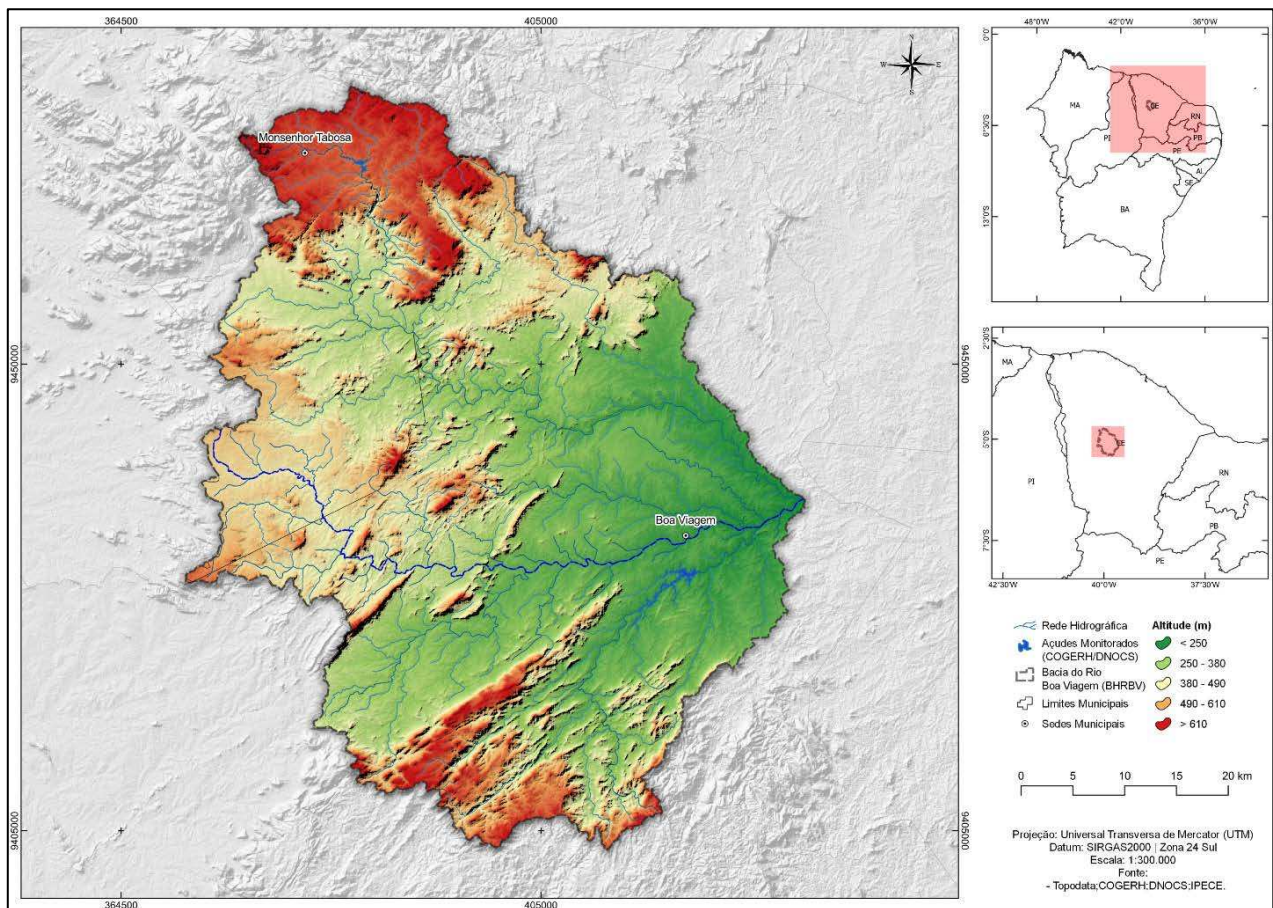 364500
405000
N
W
E
S
Monsenhor Tabosa
Boa Viagem
9450000
9450000
9405000
9405000
364500
405000
48°0'W
42°0'W
36°0'W
0°0'
6°30'S
13°0'S
MA
PI
CE
RN
PB
PE
AL
SE
BA
2°30'S
5°0'S
7°30'S
MA
PI
CE
RN
PB
PE
42°30'W
40°0'W
37°30'W
Rede Hidrográfica
Açudes Monitorados
(COGERH/DNOCS)
Bacia do Rio
Boa Viagem (BHRBV)
Limites Municipais
Sedes Municipais
Altitude (m)
< 250
250 - 380
380 - 490
490 - 610
> 610
0 5 10 15 20 km
Projeção: Universal Transversa de Mercator (UTM)
Datum: SIRGAS2000 | Zona 24 Sul
Escala: 1:300.000
Fonte:
- Topodata;COGERH;DNOCS;IPECE.